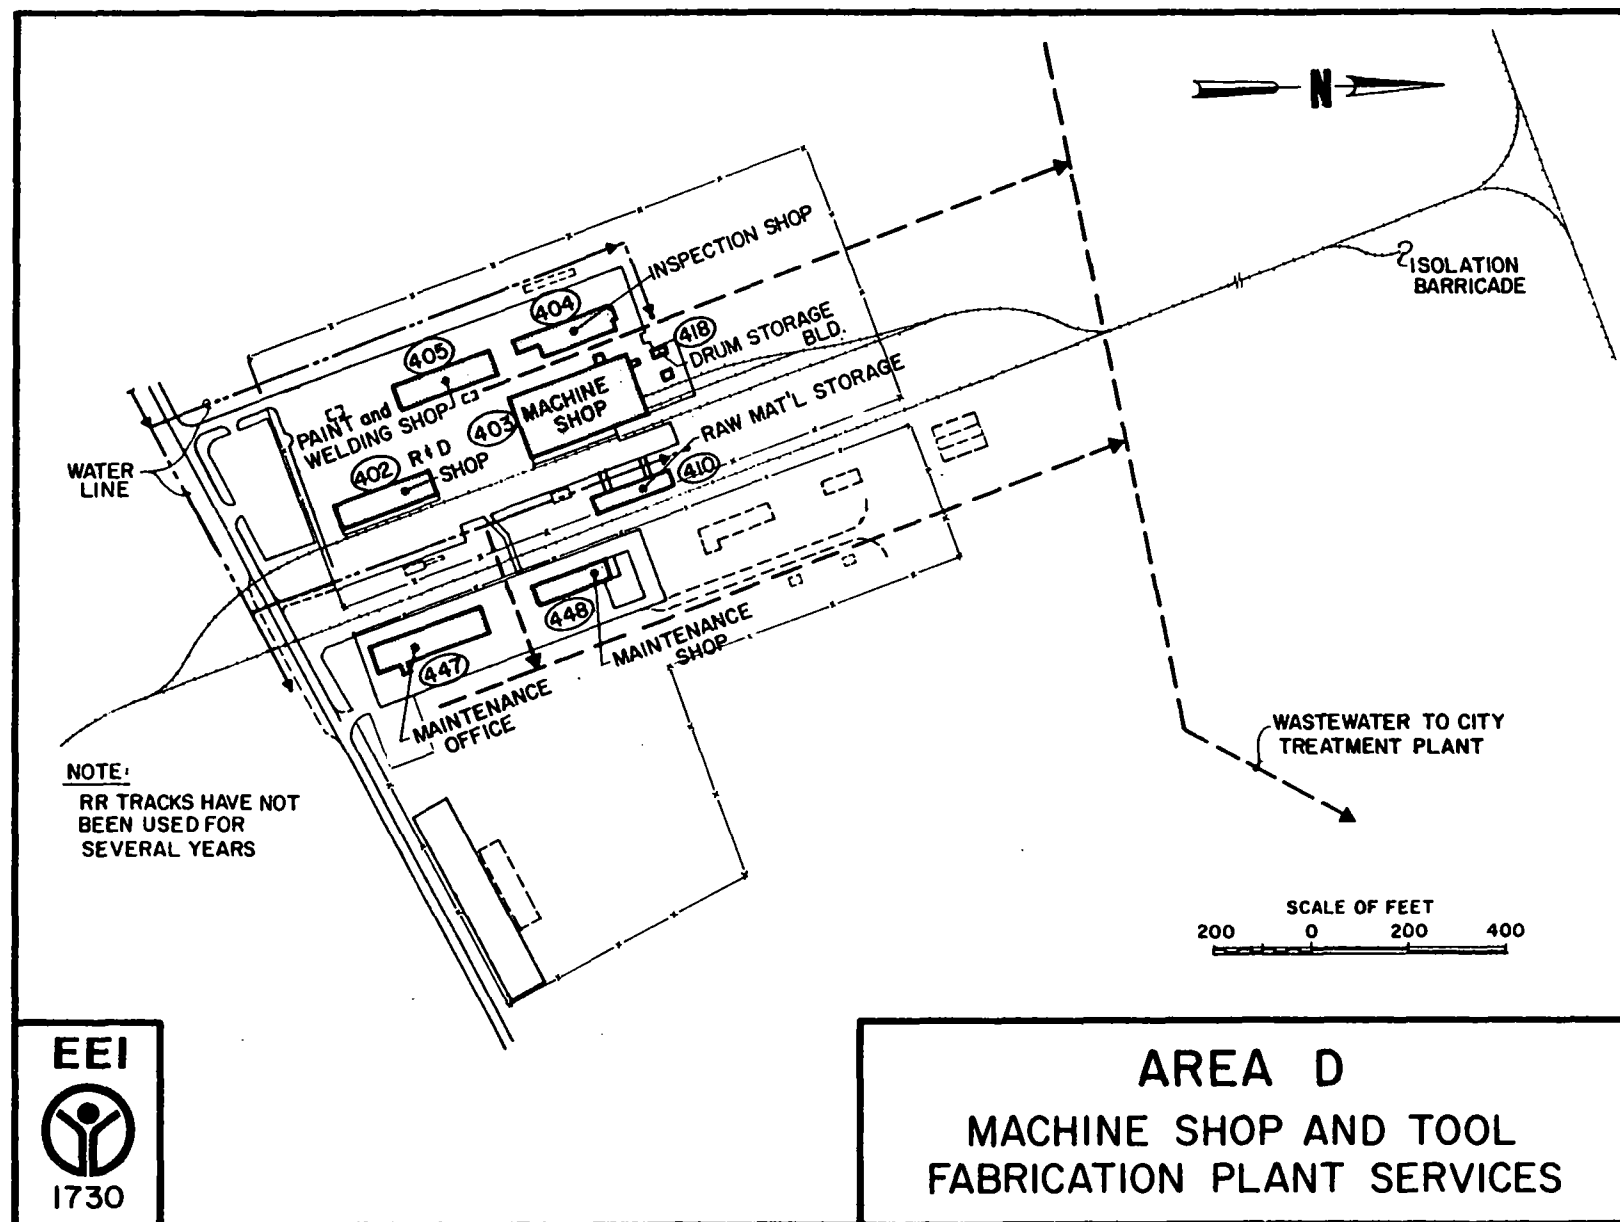 N
INSPECTION SHOP
404
418
DRUM STORAGE
BLD.
405
ISOLATION
BARRICADE
PAINT and
WELDING SHOP
403
MACHINE
SHOP
RAW MAT'L STORAGE
402
R & D
SHOP
410
WATER
LINE
448
MAINTENANCE
SHOP
447
MAINTENANCE
OFFICE
WASTEWATER TO CITY
TREATMENT PLANT
NOTE:
RR TRACKS HAVE NOT
BEEN USED FOR
SEVERAL YEARS
SCALE OF FEET
200 0 200 400
EEI
1730
AREA D
MACHINE SHOP AND TOOL
FABRICATION PLANT SERVICES